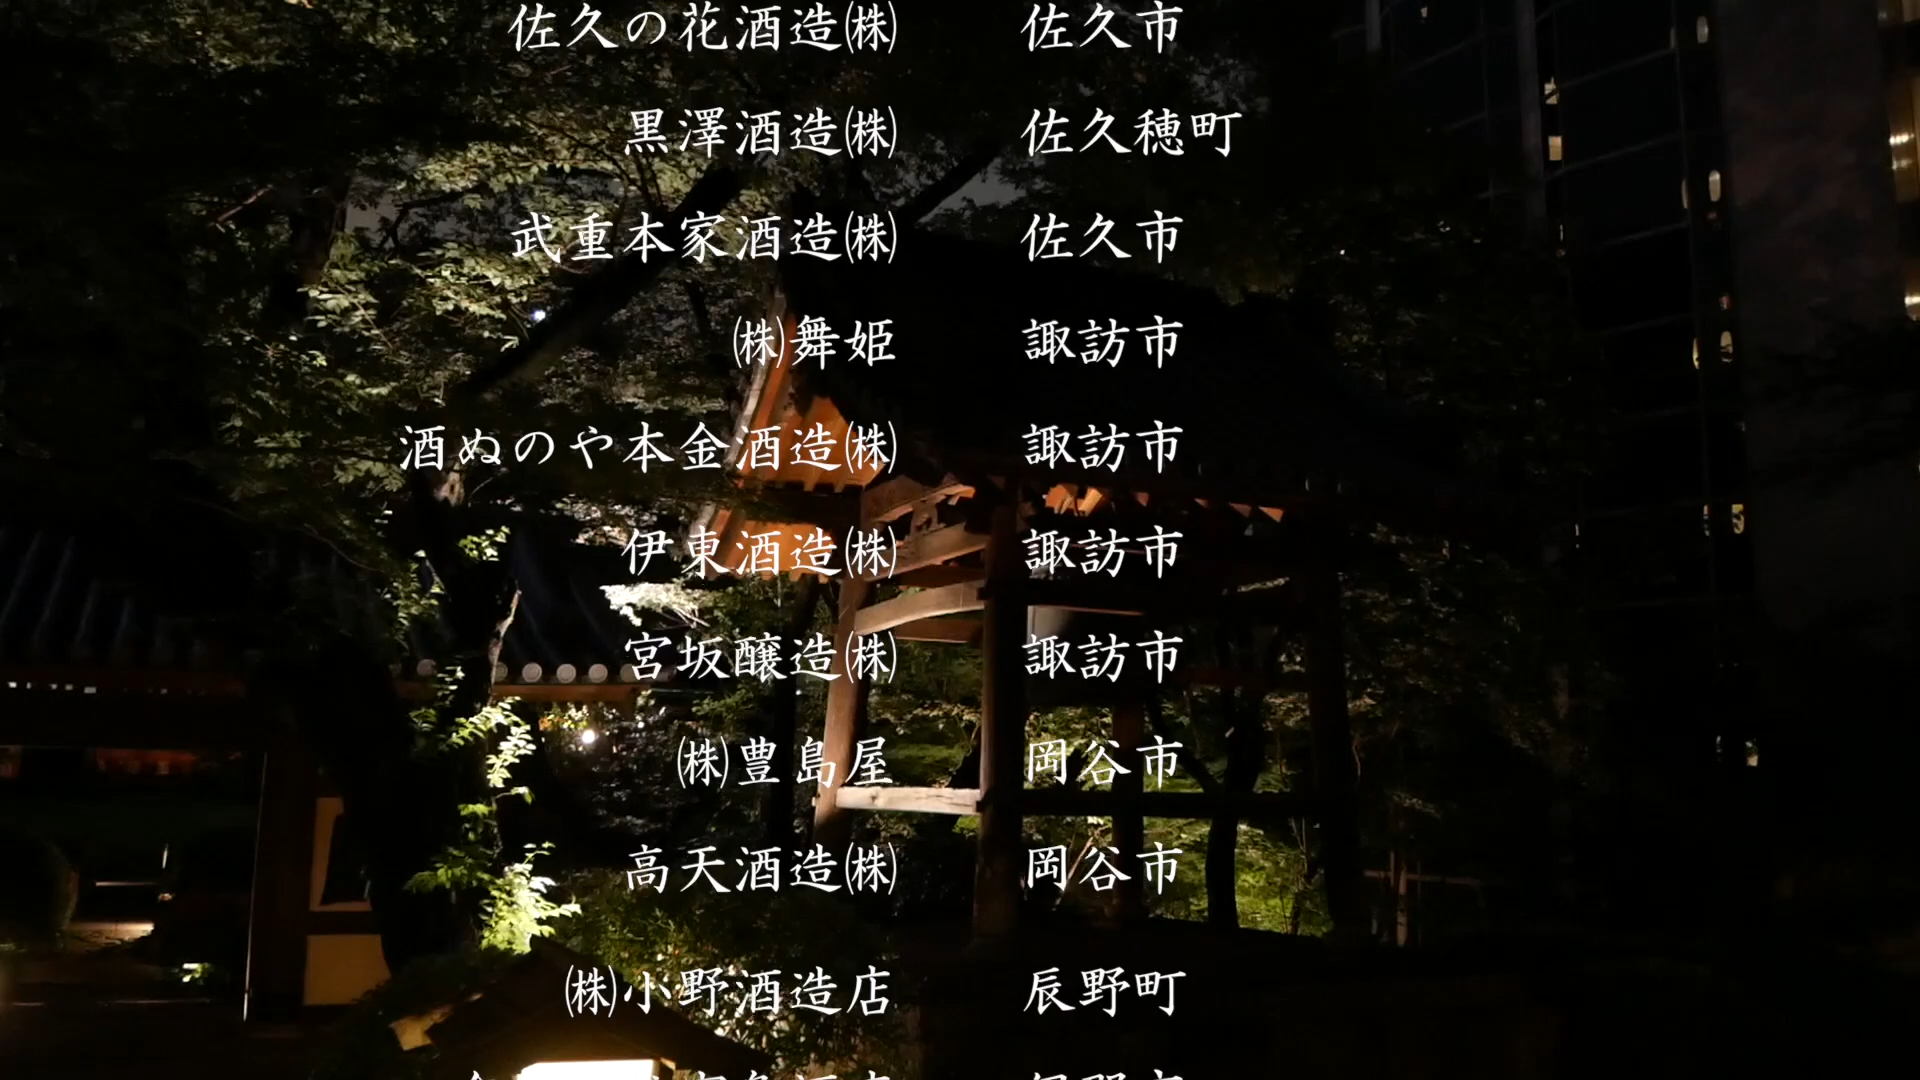 佐久の花酒造㈱ 佐久市
黒澤酒造㈱ 佐久穂町
武重本家酒造㈱ 佐久市
㈱舞姫 諏訪市
酒ぬのや本金酒造㈱ 諏訪市
伊東酒造㈱ 諏訪市
宮坂醸造㈱ 諏訪市
㈱豊島屋 岡谷市
高天酒造㈱ 岡谷市
㈱小野酒造店 辰野町